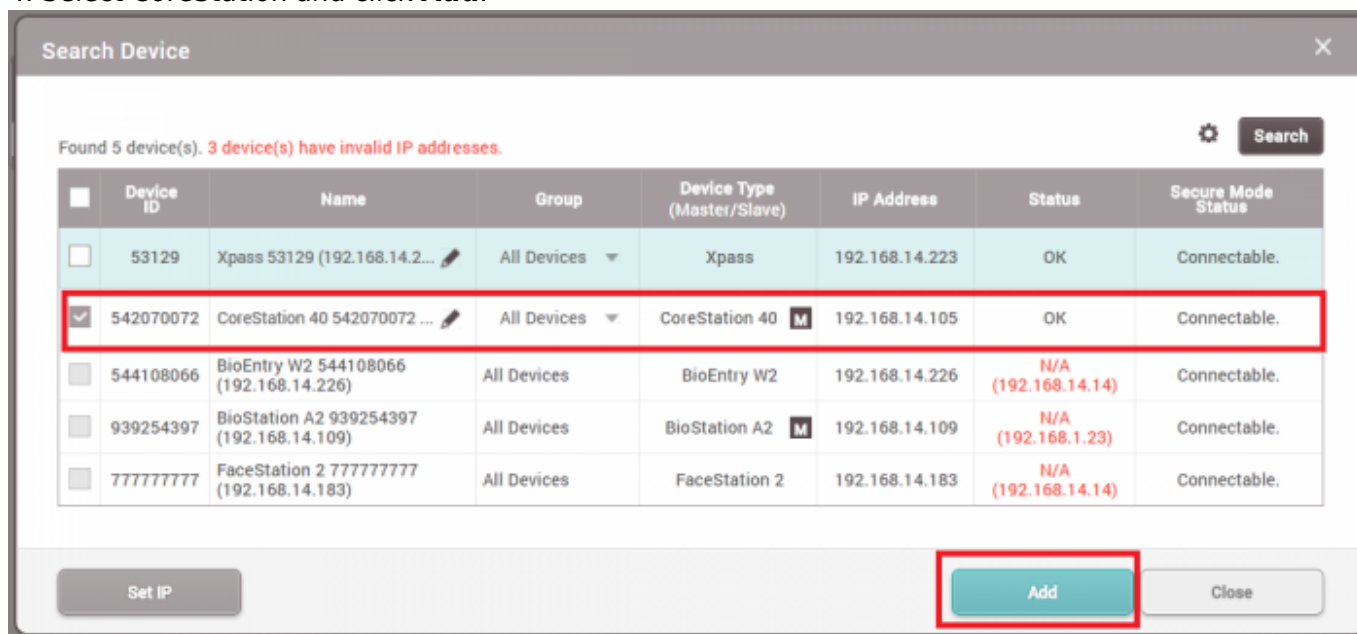 4. Select CoreStation and click Add.
Search Device
Found 5 device(s). 3 device(s) have invalid IP addresses.
Search
Device ID Name Group Device Type (Master/Slave) IP Address Status Secure Mode Status
53129 Xpass 53129 (192.168.14.2... All Devices Xpass 192.168.14.223 OK Connectable.
542070072 CoreStation 40 542070072 ... All Devices CoreStation 40 M 192.168.14.105 OK Connectable.
544108066 BioEntry W2 544108066 (192.168.14.226) All Devices BioEntry W2 192.168.14.226 N/A (192.168.14.14) Connectable.
939254397 BioStation A2 939254397 (192.168.14.109) All Devices BioStation A2 M 192.168.14.109 N/A (192.168.1.23) Connectable.
777777777 FaceStation 2 777777777 (192.168.14.183) All Devices FaceStation 2 192.168.14.183 N/A (192.168.14.14) Connectable.
Set IP Add Close